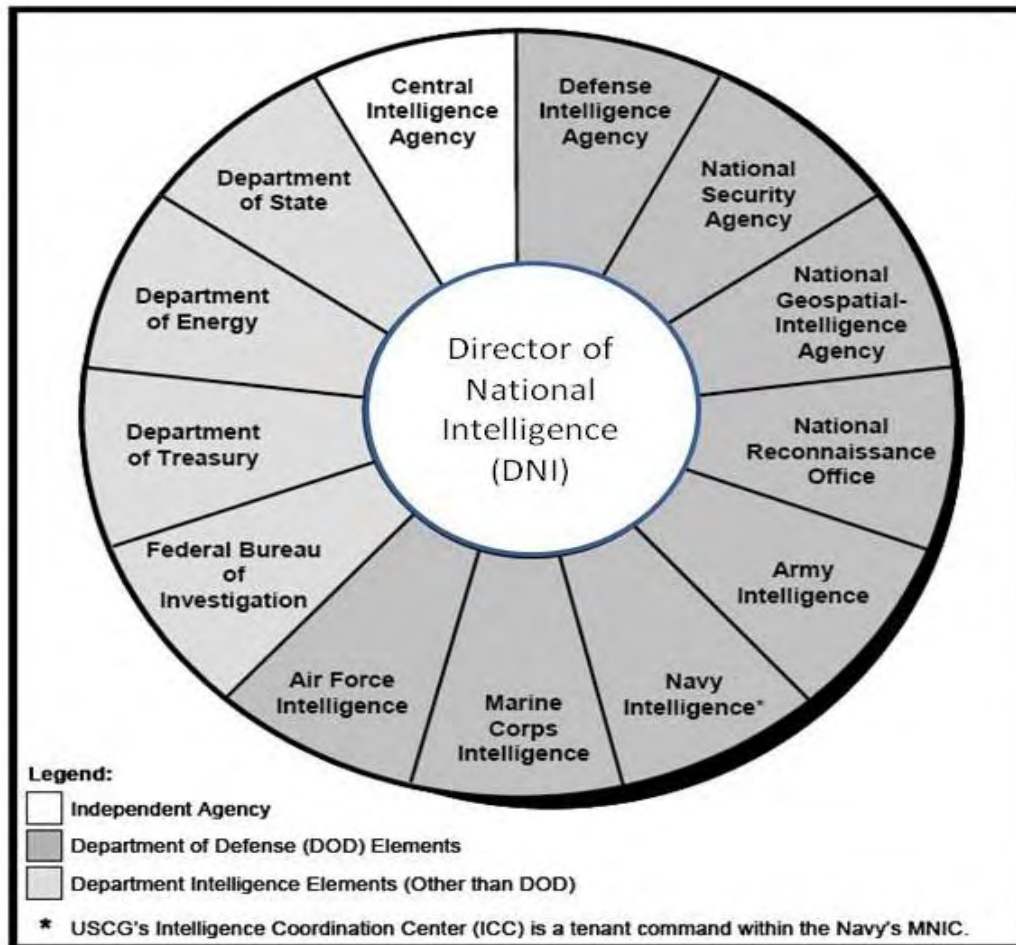 Central
Intelligence
Agency
Defense
Intelligence
Agency
National
Security
Agency
National
Geospatial-
Intelligence
Agency
National
Reconnaissance
Office
Army
Intelligence
Navy
Intelligence*
Marine
Corps
Intelligence
Air Force
Intelligence
Federal Bureau
of
Investigation
Department
of Treasury
Department
of Energy
Department
of State
Director of
National
Intelligence
(DNI)
Legend:
Independent Agency
Department of Defense (DOD) Elements
Department Intelligence Elements (Other than DOD)
* USCG's Intelligence Coordination Center (ICC) is a tenant command within the Navy's MNIC.